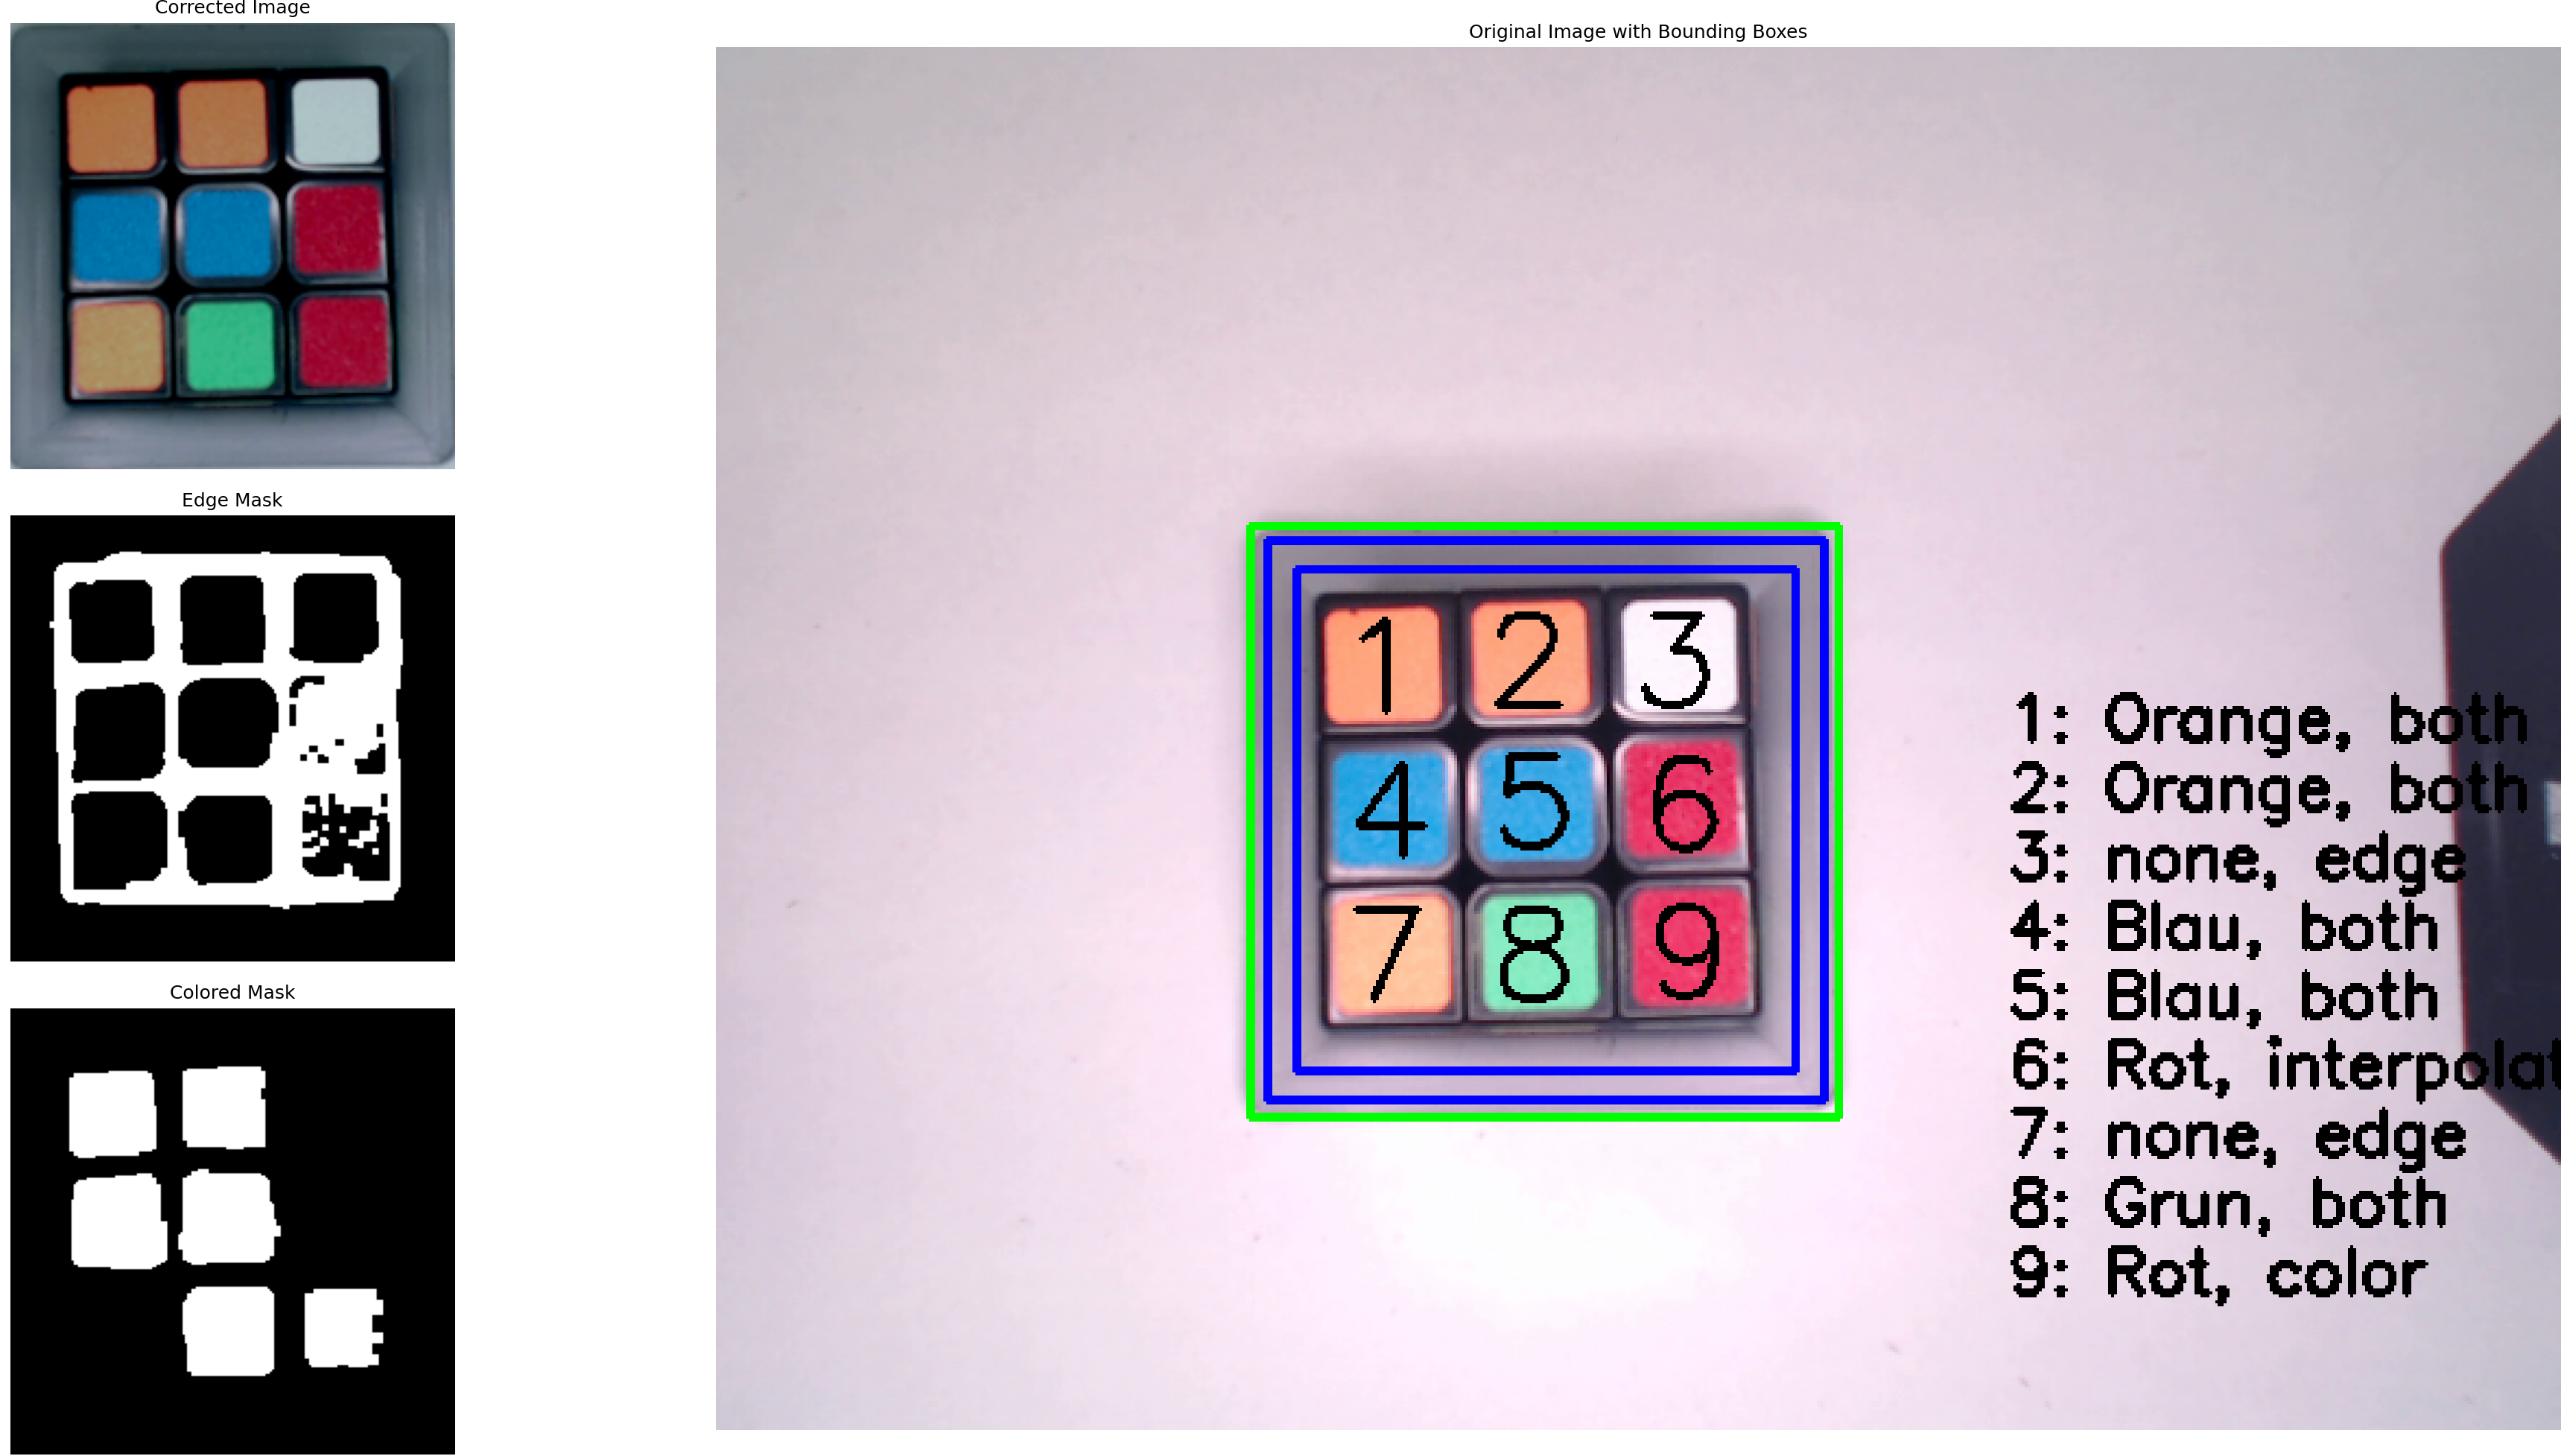 Corrected Image
Original Image with Bounding Boxes
Edge Mask
Colored Mask
1 2 3
4 5 6
7 8 9
1: Orange, both
2: Orange, both
3: none, edge
4: Blau, both
5: Blau, both
6: Rot, interpolat
7: none, edge
8: Grun, both
9: Rot, color